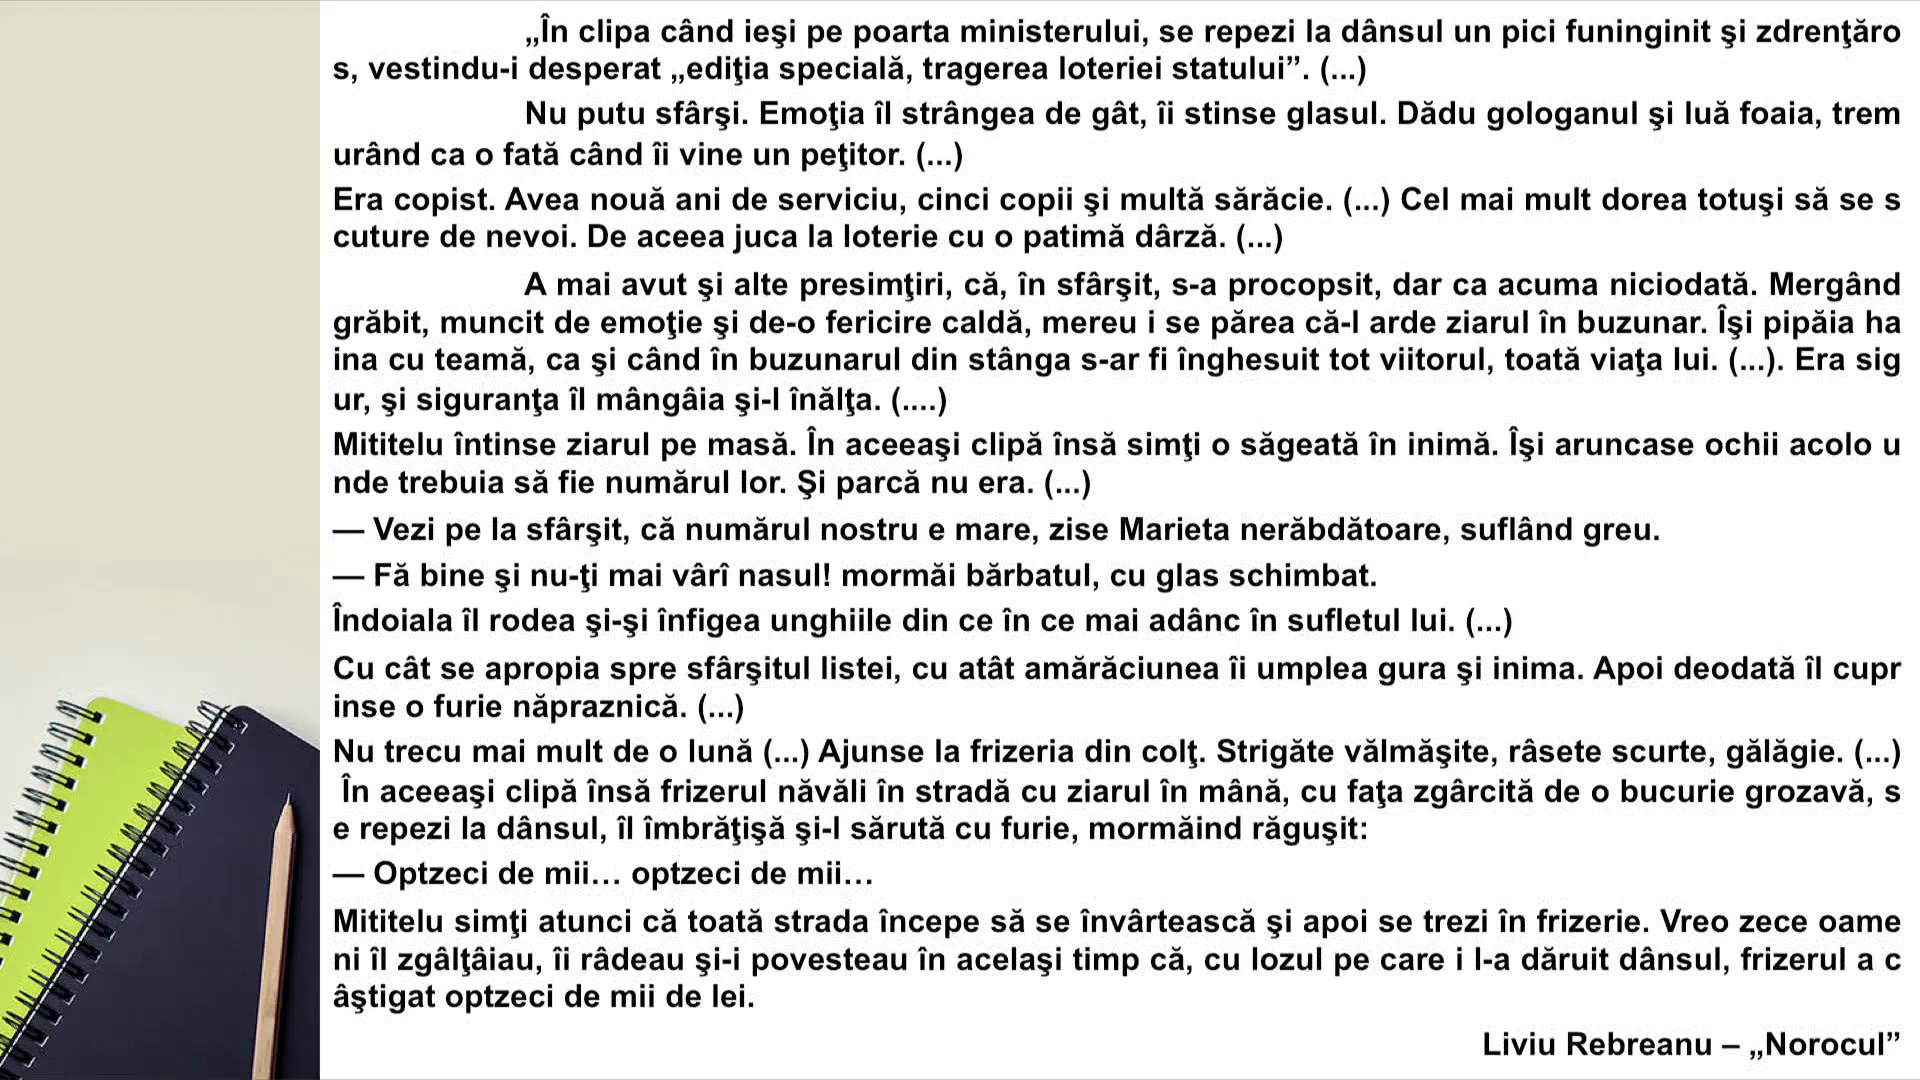 „În clipa când ieşi pe poarta ministerului, se repezi la dânsul un pici funinginit şi zdrenţăro
s, vestindu-i desperat „ediţia specială, tragerea loteriei statului”. (...)
Nu putu sfârşi. Emoţia îl strângea de gât, îi stinse glasul. Dădu gologanul şi luă foaia, trem
urând ca o fată când îi vine un peţitor. (...)
Era copist. Avea nouă ani de serviciu, cinci copii şi multă sărăcie. (...) Cel mai mult dorea totuşi să se s
cuture de nevoi. De aceea juca la loterie cu o patimă dârză. (...)
A mai avut şi alte presimţiri, că, în sfârşit, s-a procopsit, dar ca acuma niciodată. Mergând
grăbit, muncit de emoţie şi de-o fericire caldă, mereu i se părea că-l arde ziarul în buzunar. Îşi pipăia ha
ina cu teamă, ca şi când în buzunarul din stânga s-ar fi înghesuit tot viitorul, toată viaţa lui. (...). Era sig
ur, şi siguranţa îl mângâia şi-l înălţa. (....)
Mititelu întinse ziarul pe masă. În aceeaşi clipă însă simţi o săgeată în inimă. Îşi aruncase ochii acolo u
nde trebuia să fie numărul lor. Şi parcă nu era. (...)
— Vezi pe la sfârşit, că numărul nostru e mare, zise Marieta nerăbdătoare, suflând greu.
— Fă bine şi nu-ţi mai vârî nasul! mormăi bărbatul, cu glas schimbat.
Îndoiala îl rodea şi-şi înfigea unghiile din ce în ce mai adânc în sufletul lui. (...)
Cu cât se apropia spre sfârşitul listei, cu atât amărăciunea îi umplea gura şi inima. Apoi deodată îl cupr
inse o furie năpraznică. (...)
Nu trecu mai mult de o lună (...) Ajunse la frizeria din colţ. Strigăte vălmăşite, râsete scurte, gălăgie. (...)
În aceeaşi clipă însă frizerul năvăli în stradă cu ziarul în mână, cu faţa zgârcită de o bucurie grozavă, s
e repezi la dânsul, îl îmbrăţişă şi-l sărută cu furie, mormăind răguşit:
— Optzeci de mii… optzeci de mii…
Mititelu simţi atunci că toată strada începe să se învârtească şi apoi se trezi în frizerie. Vreo zece oame
ni îl zgâlţâiau, îi râdeau şi-i povesteau în acelaşi timp că, cu lozul pe care i l-a dăruit dânsul, frizerul a c
âştigat optzeci de mii de lei.
Liviu Rebreanu – „Norocul”